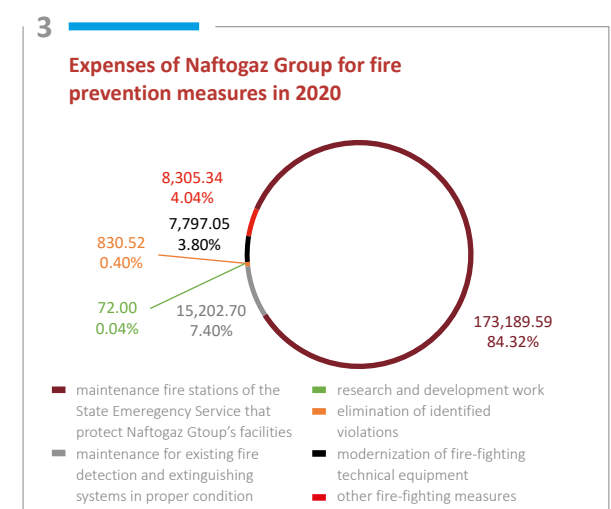 3
Expenses of Naftogaz Group for fire
prevention measures in 2020
8,305.34
4.04%
7,797.05
3.80%
830.52
0.40%
72.00
0.04%
15,202.70
7.40%
173,189.59
84.32%
maintenance fire stations of the
State Emeregency Service that
protect Naftogaz Gtoup’s facilities
maintenance for existing fire
detection and extinguishing
systems in proper condition
research and development work
elimination of identified
violations
modernization of fire-fighting
technical equipment
other fire-fighting measures